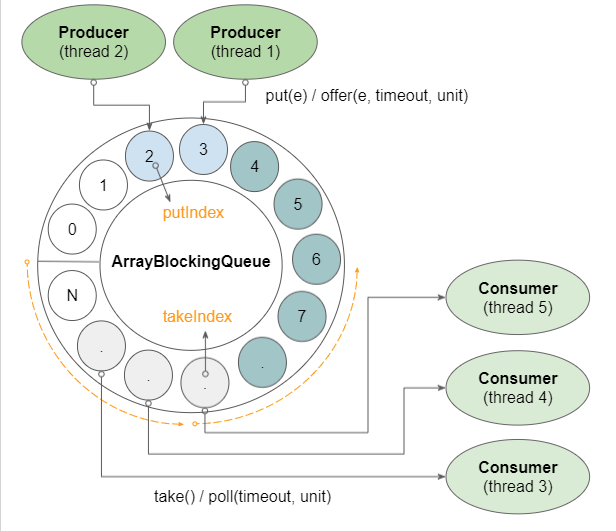 Producer
(thread 2)
Producer
(thread 1)
put(e) / offer(e, timeout, unit)
2
3
4
1
5
putIndex
0
6
ArrayBlockingQueue
N
takeIndex
7
.
.
.
.
Consumer
(thread 5)
Consumer
(thread 4)
Consumer
(thread 3)
take() / poll(timeout, unit)